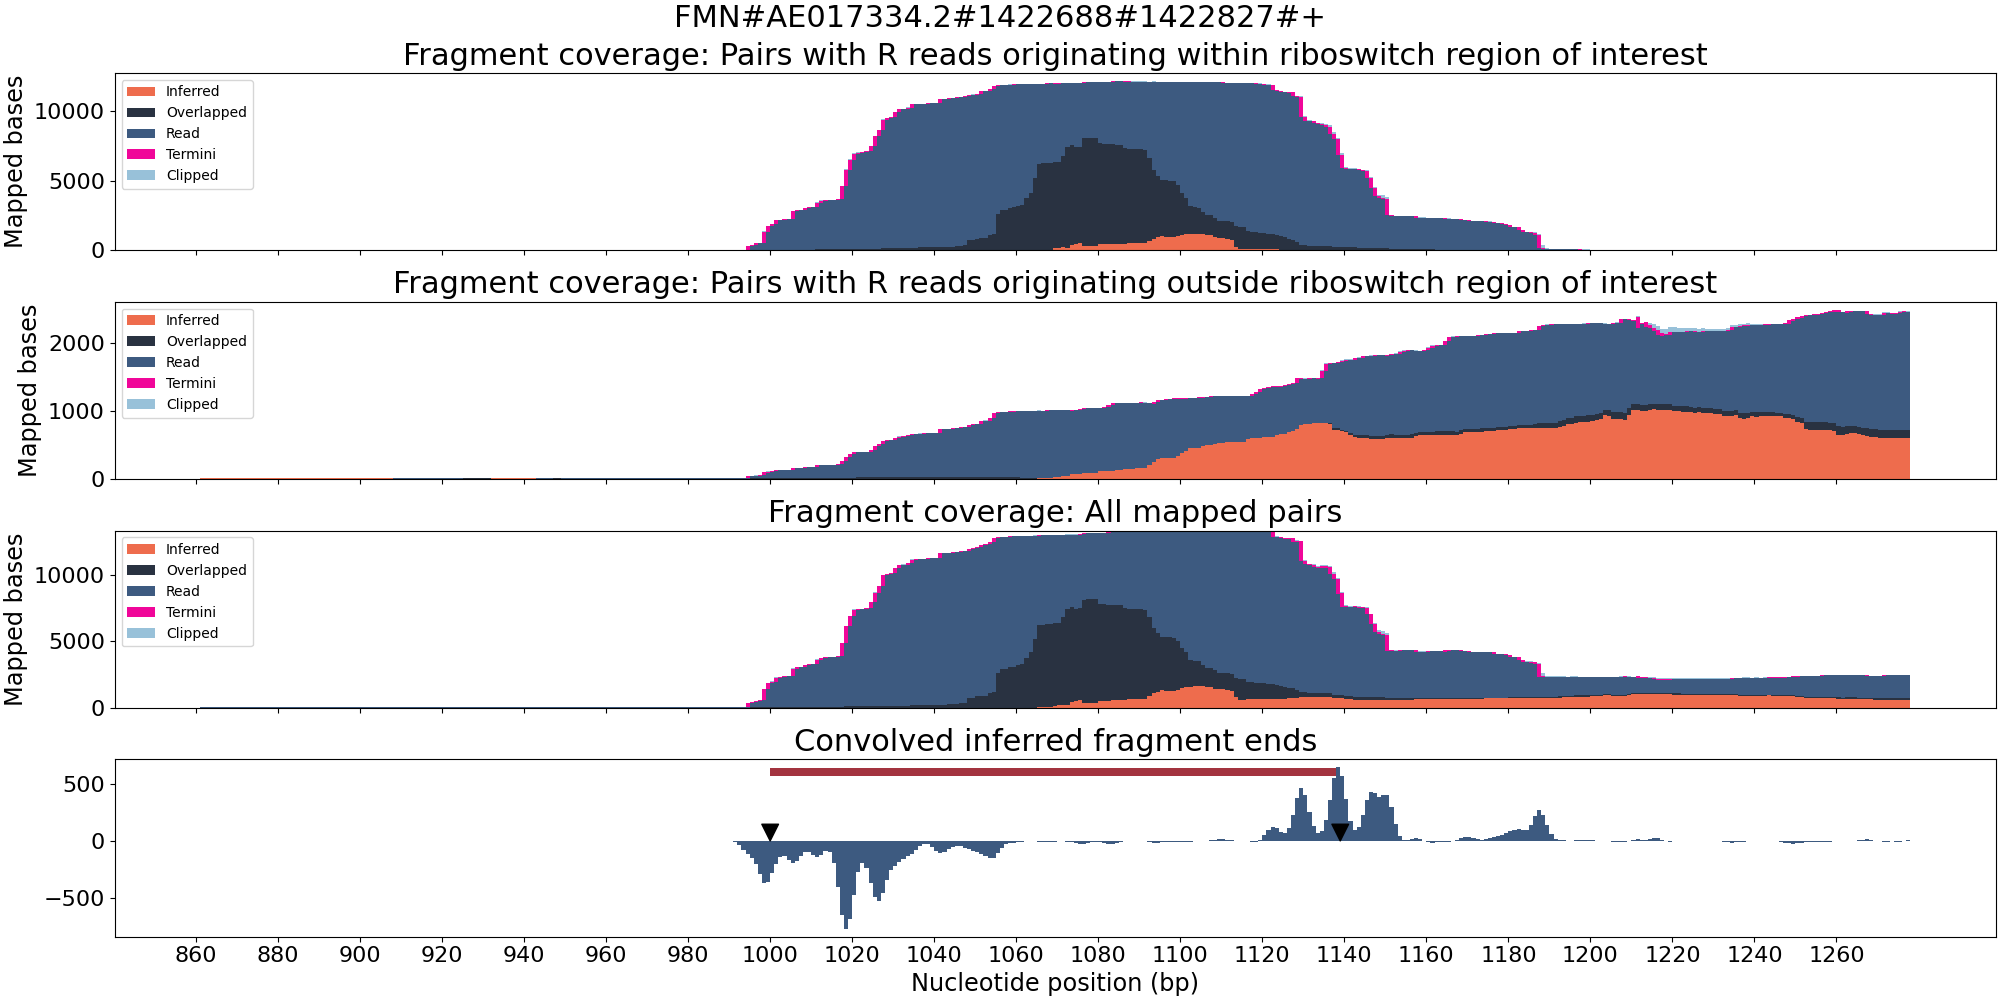 FMN#AE017334.2#1422688#1422827#+
Fragment coverage: Pairs with R reads originating within riboswitch region of interest
Mapped bases
10000
5000
0
Inferred
Overlapped
Read
Termini
Clipped
Fragment coverage: Pairs with R reads originating outside riboswitch region of interest
Mapped bases
2000
1000
0
Inferred
Overlapped
Read
Termini
Clipped
Fragment coverage: All mapped pairs
Mapped bases
10000
5000
0
Inferred
Overlapped
Read
Termini
Clipped
Convolved inferred fragment ends
500
0
−500
860 880 900 920 940 960 980 1000 1020 1040 1060 1080 1100 1120 1140 1160 1180 1200 1220 1240 1260
Nucleotide position (bp)